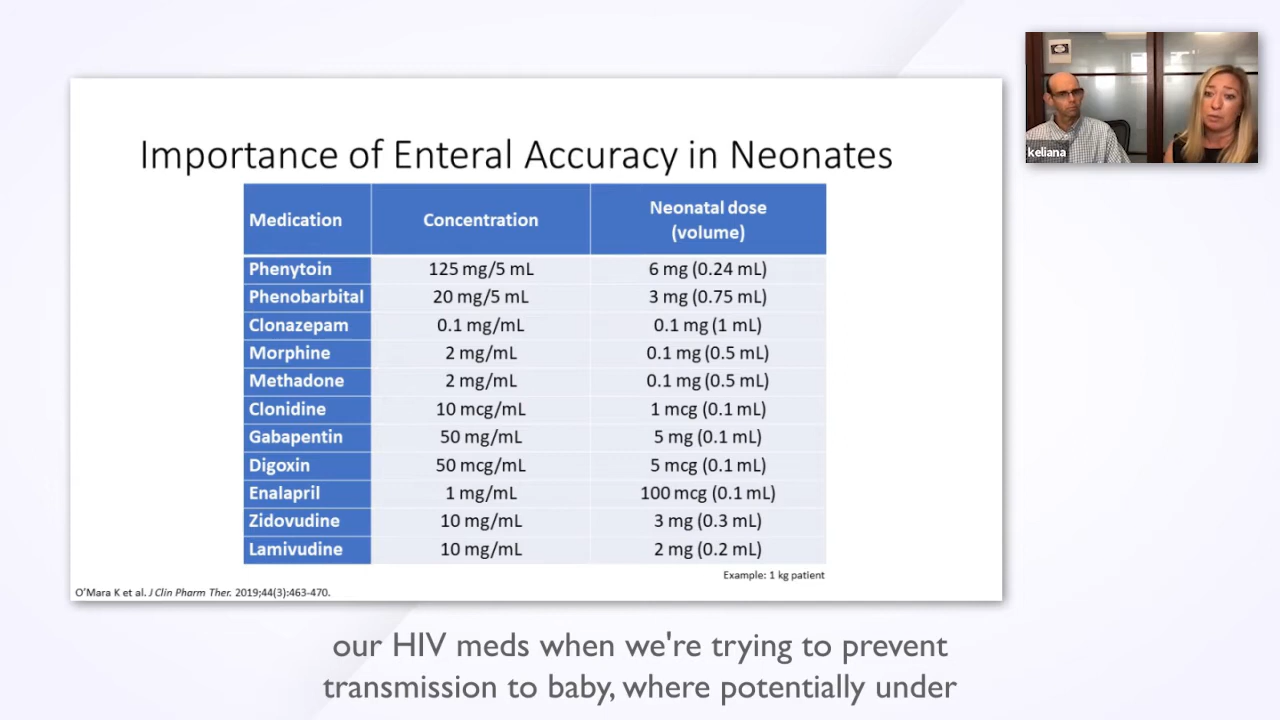 Importance of Enteral Accuracy in Neonates
Medication Concentration Neonatal dose (volume)
Phenytoin 125 mg/5 mL 6 mg (0.24 mL)
Phenobarbital 20 mg/5 mL 3 mg (0.75 mL)
Clonazepam 0.1 mg/mL 0.1 mg (1 mL)
Morphine 2 mg/mL 0.1 mg (0.5 mL)
Methadone 2 mg/mL 0.1 mg (0.5 mL)
Clonidine 10 mcg/mL 1 mcg (0.1 mL)
Gabapentin 50 mg/mL 5 mg (0.1 mL)
Digoxin 50 mcg/mL 5 mcg (0.1 mL)
Enalapril 1 mg/mL 100 mcg (0.1 mL)
Zidovudine 10 mg/mL 3 mg (0.3 mL)
Lamivudine 10 mg/mL 2 mg (0.2 mL)
Example: 1 kg patient
O'Mara K et al. J Clin Pharm Ther. 2019;44(3):463-470.
keliana
our HIV meds when we're trying to prevent
transmission to baby, where potentially under